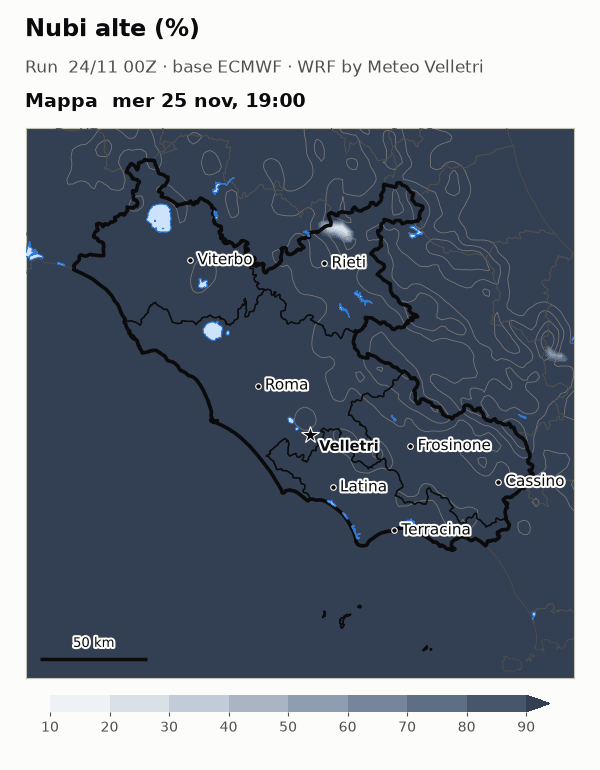 Nubi alte (%)
Run 24/11 00Z · base ECMWF · WRF by Meteo Velletri
Mappa mer 25 nov, 19:00
Viterbo
Rieti
Roma
Velletri
Frosinone
Cassino
Latina
Terracina
50 km
10 20 30 40 50 60 70 80 90